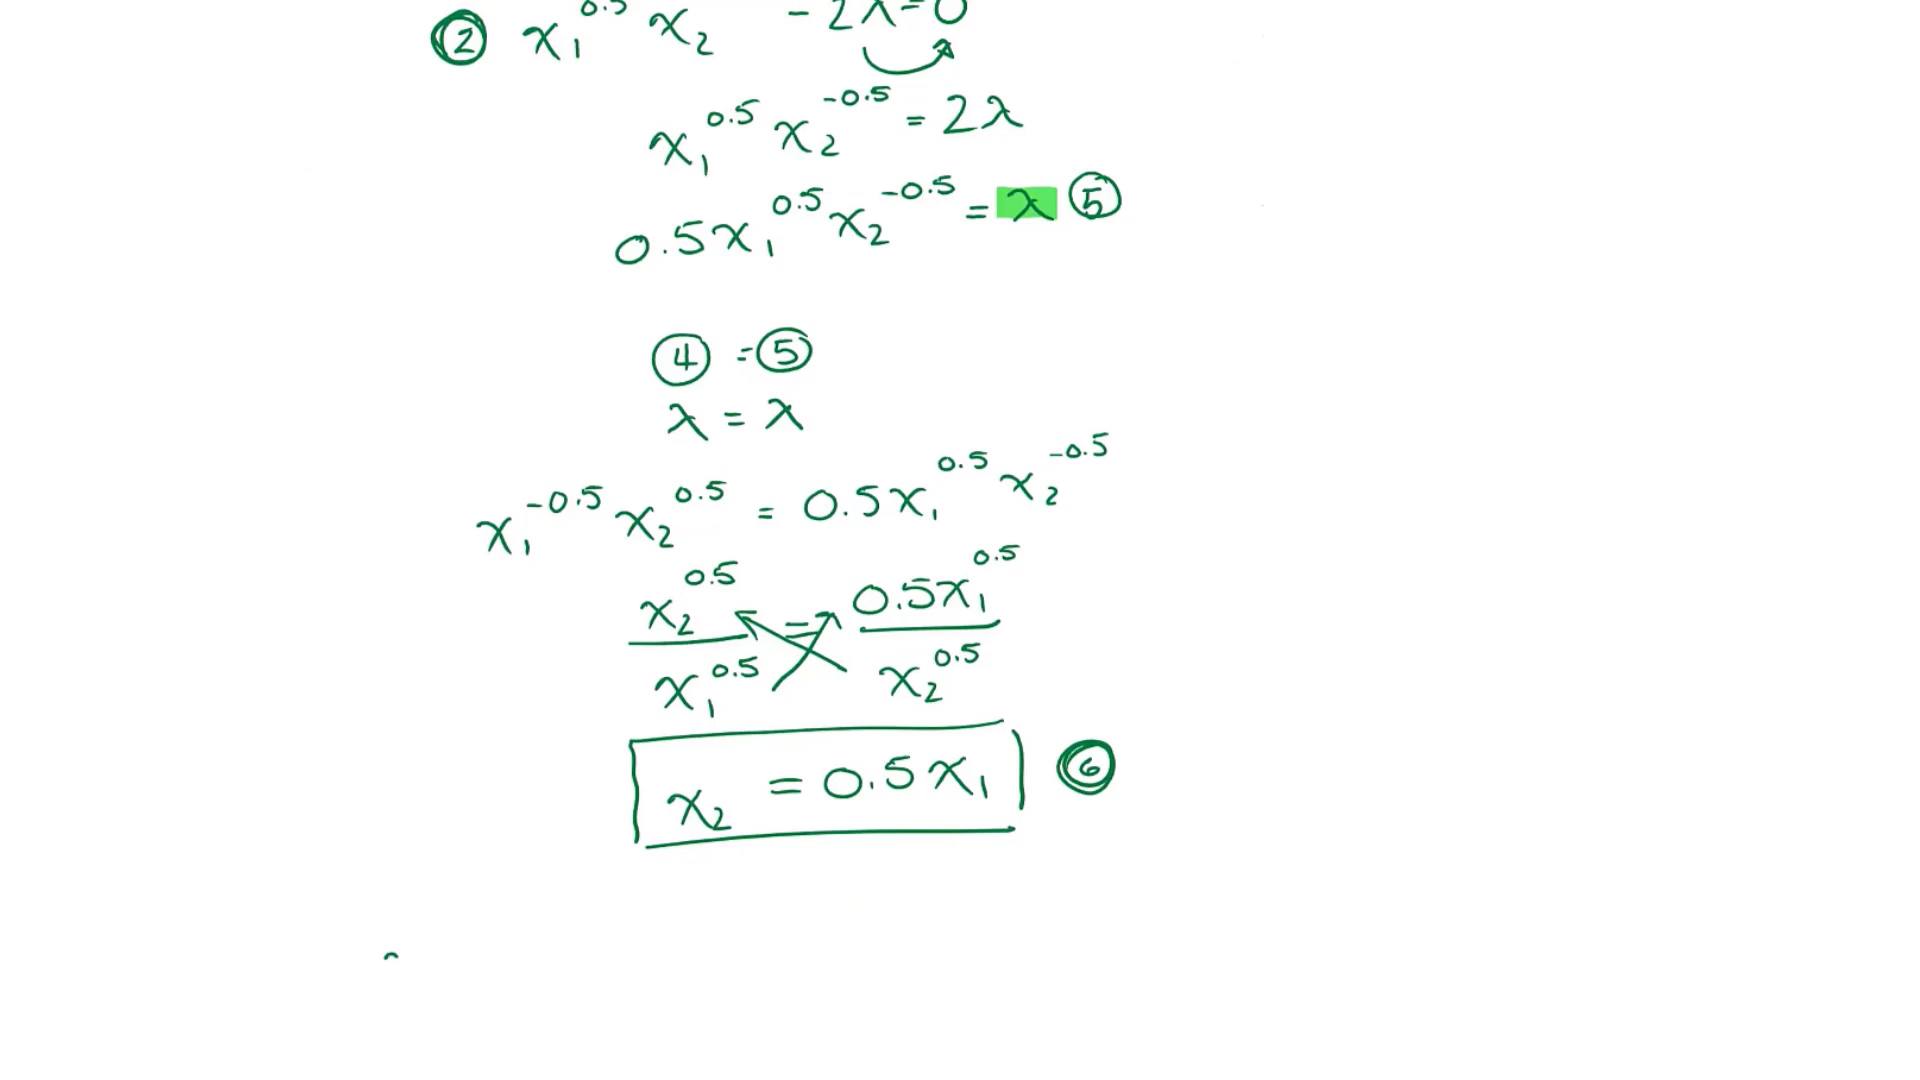 ② x₁^0.5 x₂ - 2λ = 0
x₁^0.5 x₂^-0.5 = 2λ
0.5x₁^0.5 x₂^-0.5 = λ ⑤
④ = ⑤
λ = λ
x₁^-0.5 x₂^0.5 = 0.5x₁^0.5 x₂^-0.5
x₂^0.5 / x₁^0.5 = 0.5x₁^0.5 / x₂^0.5
x₂ = 0.5x₁ ⑥